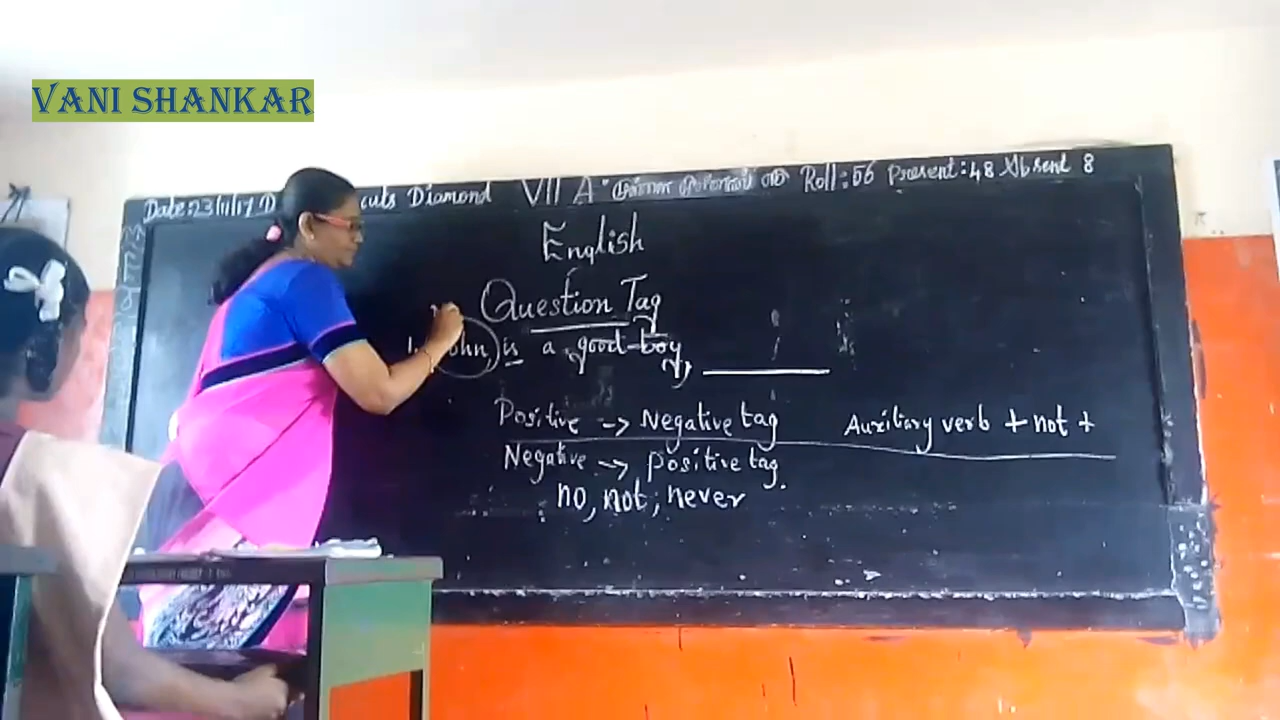 VANI SHANKAR
Date: 23/11/17 D cuts Diamond VII A Roll: 56 Present: 48 Absent 8
English
Question Tag
1. John, is a good boy,
Positive → Negative tag Auxiliary verb + not +
Negative → positive tag.
no, not, never